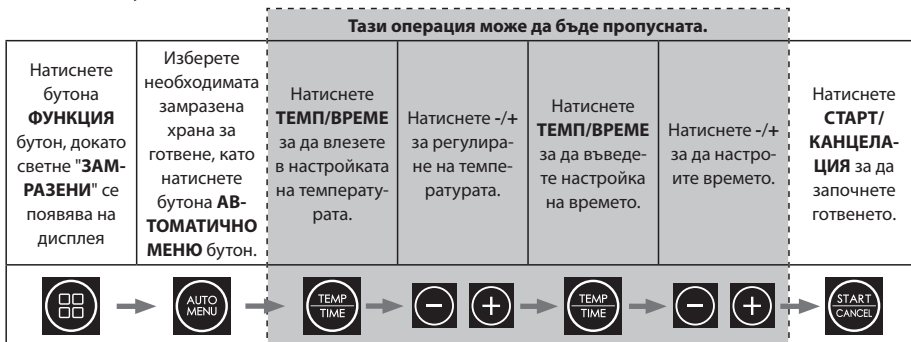 Тази операция може да бъде пропусната.
Натиснете
бутона
ФУНКЦИЯ
бутон, докато
светне "ЗАМ-
РАЗЕНИ" се
появява на
дисплея
Изберете
необходимата
замразена
храна за
готвене, като
натиснете
бутона АВ-
ТОМАТИЧНО
МЕНЮ бутон.
Натиснете
ТЕМП/ВРЕМЕ
за да влезете
в настройката
на температу-
рата.
Натиснете -/+
за регулира-
не на темпе-
ратурата.
Натиснете
ТЕМП/ВРЕМЕ
за да въведе-
те настройка
на времето.
Натиснете -/+
за да настро-
ите времето.
Натиснете
СТАРТ/
КАНЦЕЛА-
ЦИЯ за да
започнете
готвенето.
AUTO
MENU
TEMP
TIME
− +
TEMP
TIME
− +
START
CANCEL